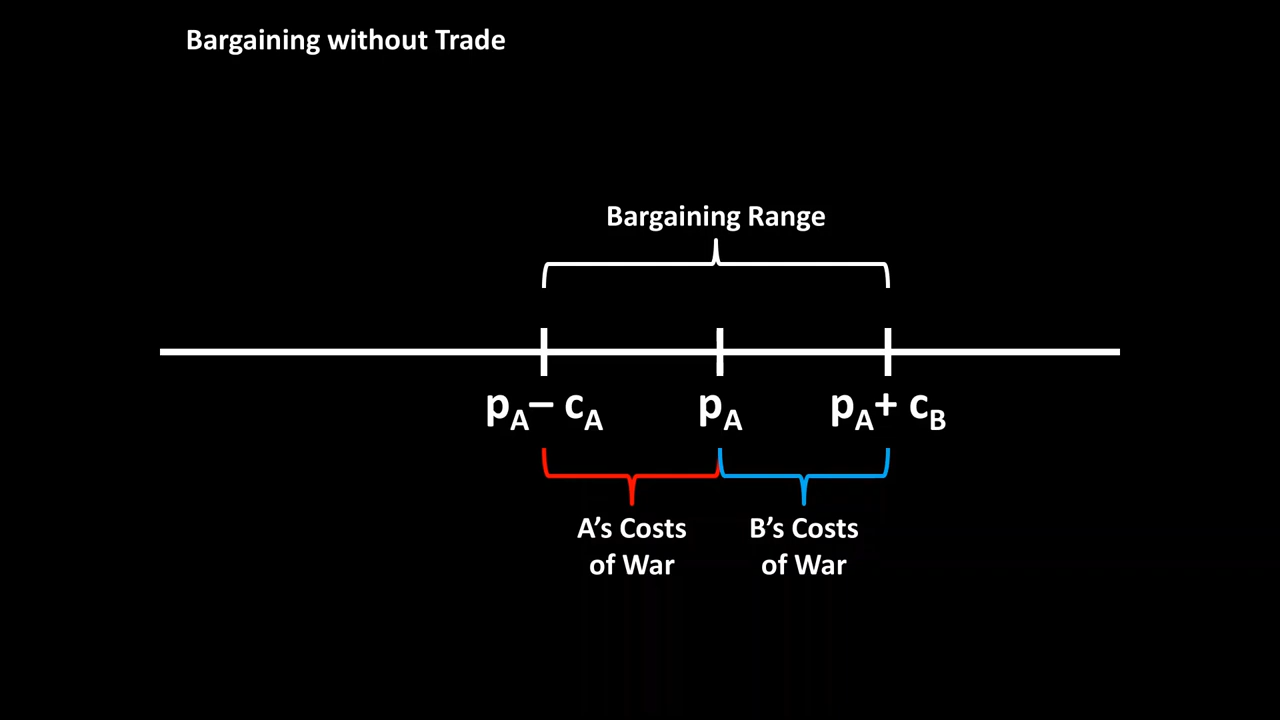 Bargaining without Trade
Bargaining Range
pA– cA
pA
pA+ cB
A’s Costs
of War
B’s Costs
of War